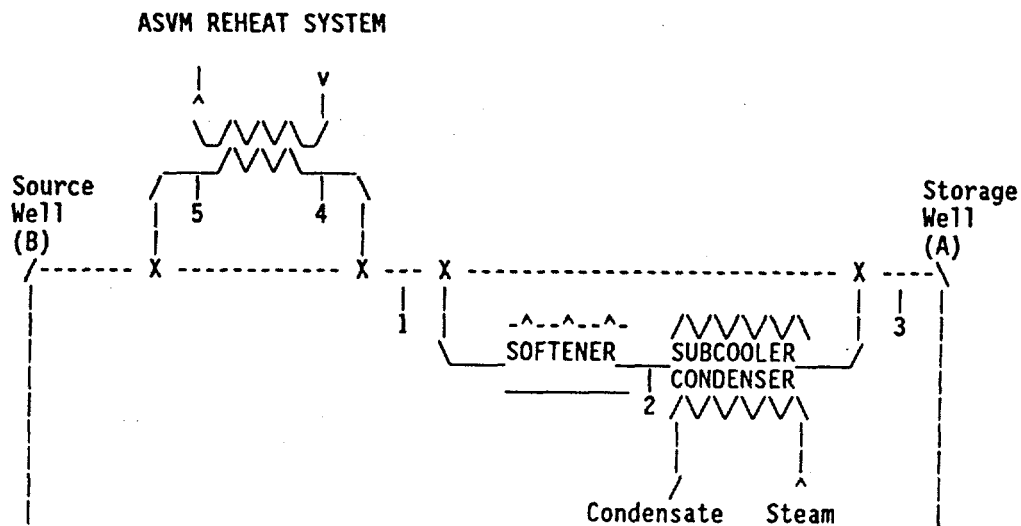 ASVM REHEAT SYSTEM
Source
Well
(B)
5
4
Storage
Well
(A)
X
X
X
X
1
3
SOFTENER
SUBCOOLER
CONDENSER
2
Condensate
Steam